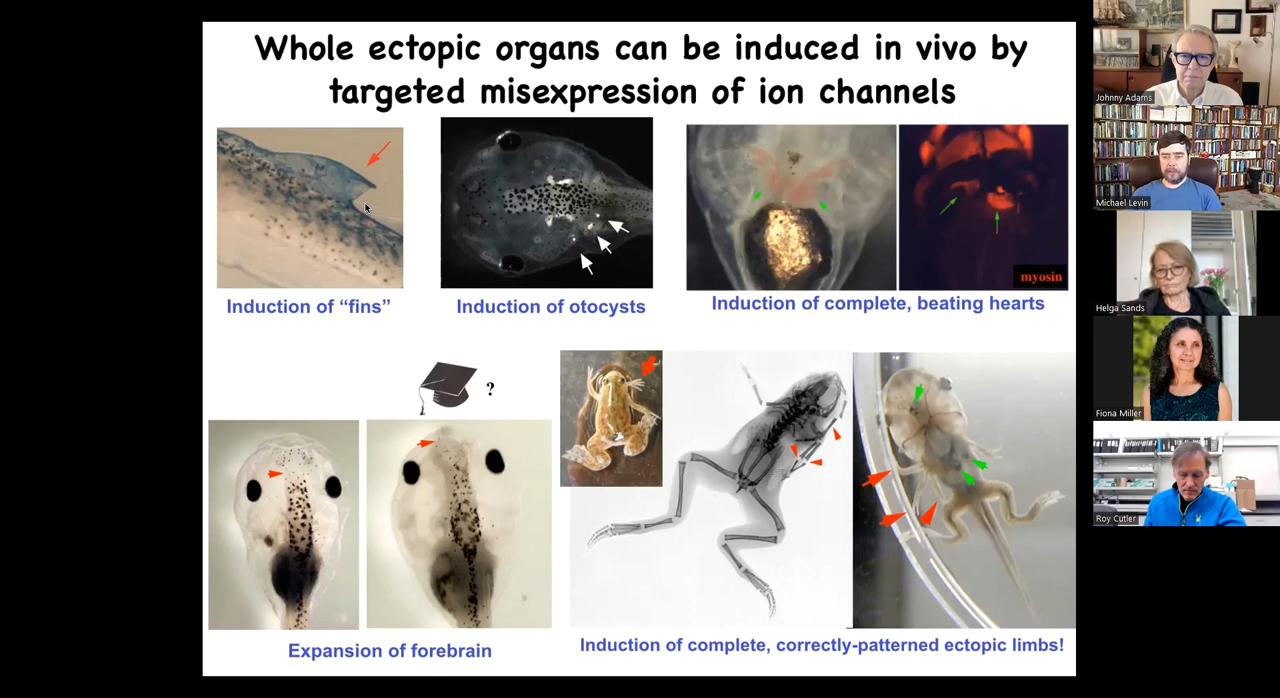 Whole ectopic organs can be induced in vivo by
targeted misexpression of ion channels
Induction of “fins”
Induction of otocysts
myosin
Induction of complete, beating hearts
?
Expansion of forebrain
Induction of complete, correctly-patterned ectopic limbs!
Johnny Adams
Michael Levin
Helga Sands
Fiona Miller
Roy Cutler